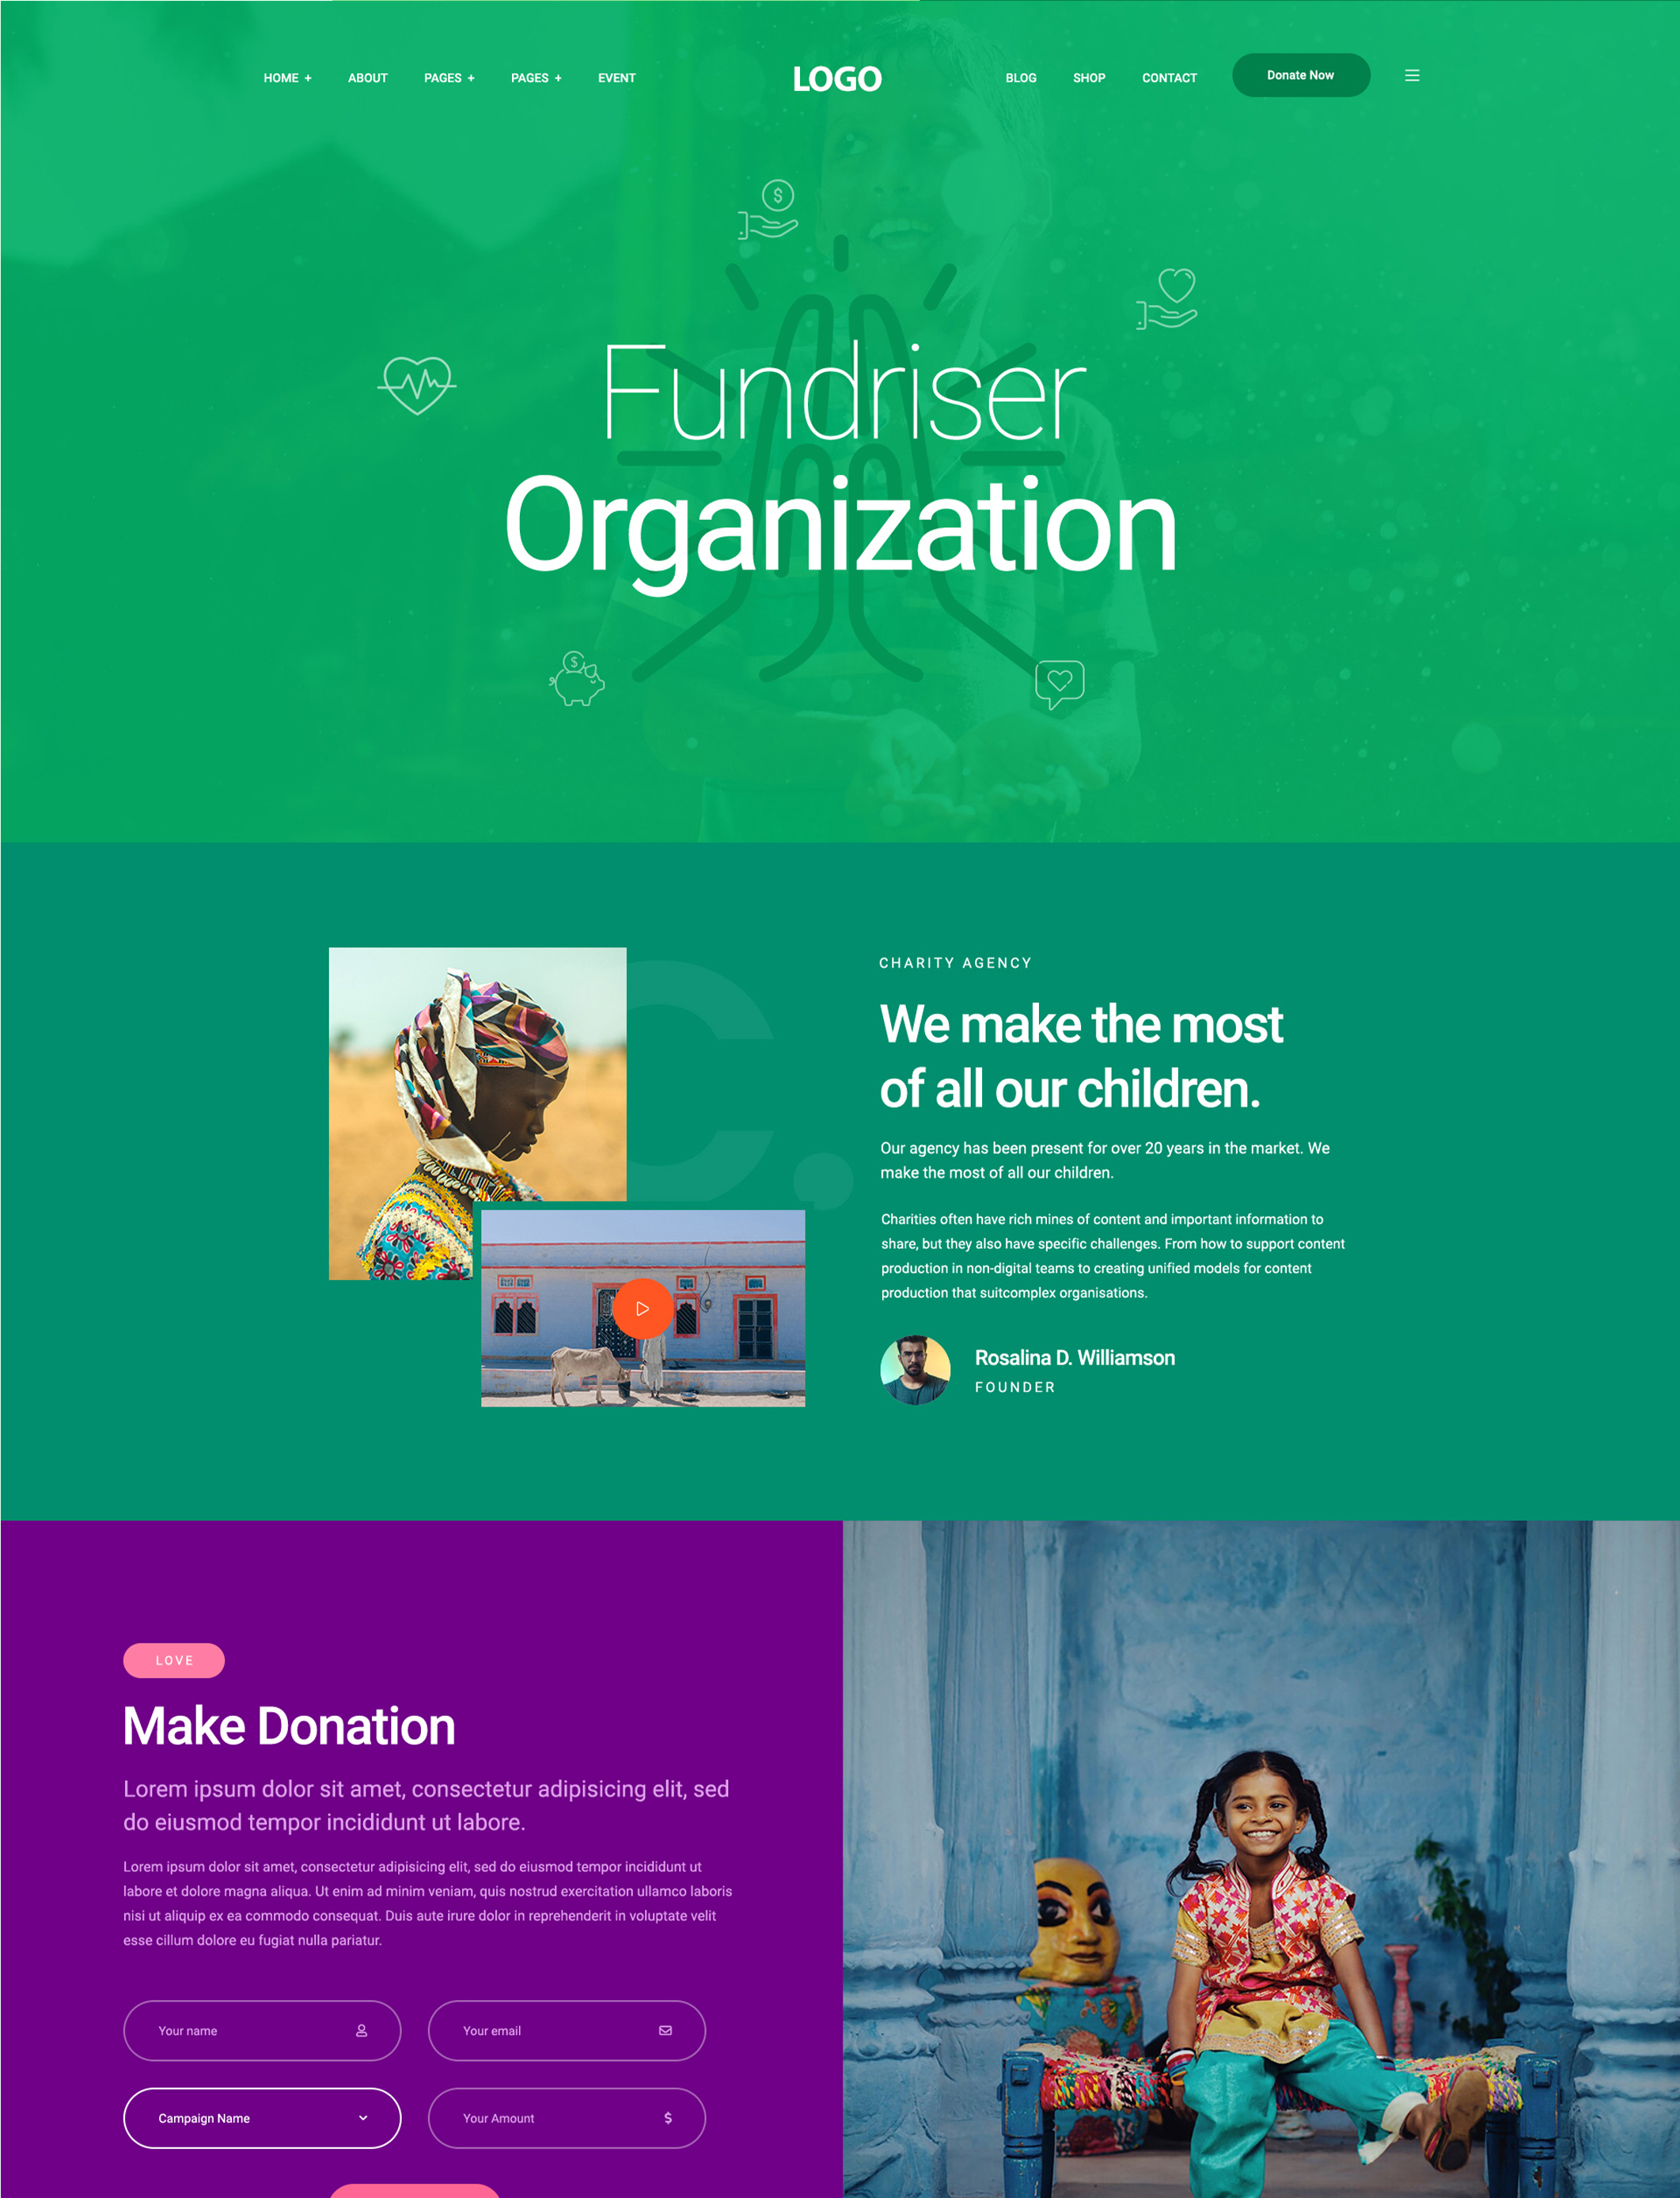 HOME + ABOUT PAGES + PAGES + EVENT LOGO BLOG SHOP CONTACT Donate Now
$
Fundriser
Organization
$
C.
CHARITY AGENCY
We make the most
of all our children.
Our agency has been present for over 20 years in the market. We
make the most of all our children.
Charities often have rich mines of content and important information to
share, but they also have specific challenges. From how to support content
production in non-digital teams to creating unified models for content
production that suitcomplex organisations.
Rosalina D. Williamson
FOUNDER
LOVE
Make Donation
Lorem ipsum dolor sit amet, consectetur adipisicing elit, sed
do eiusmod tempor incididunt ut labore.
Lorem ipsum dolor sit amet, consectetur adipisicing elit, sed do eiusmod tempor incididunt ut
labore et dolore magna aliqua. Ut enim ad minim veniam, quis nostrud exercitation ullamco laboris
nisi ut aliquip ex ea commodo consequat. Duis aute irure dolor in reprehenderit in voluptate velit
esse cillum dolore eu fugiat nulla pariatur.
Your name Your email
Campaign Name Your Amount $